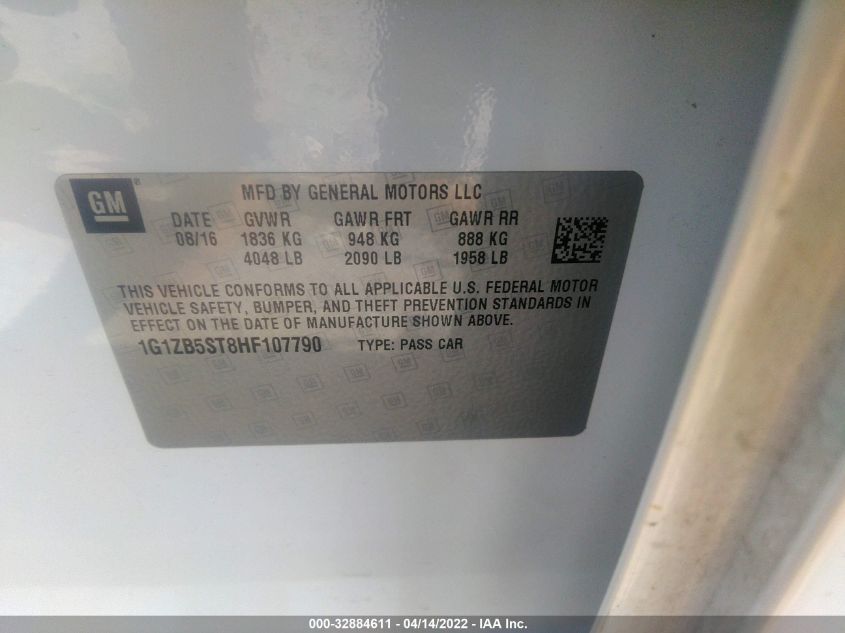 GM
MFD BY GENERAL MOTORS LLC
DATE GVWR GAWR FRT GAWR RR
08/16 1836 KG 948 KG 888 KG
4048 LB 2090 LB 1958 LB
THIS VEHICLE CONFORMS TO ALL APPLICABLE U.S. FEDERAL MOTOR
VEHICLE SAFETY, BUMPER, AND THEFT PREVENTION STANDARDS IN
EFFECT ON THE DATE OF MANUFACTURE SHOWN ABOVE.
1G1ZB5ST8HF107790 TYPE: PASS CAR
000-32884611 - 04/14/2022 - IAA Inc.